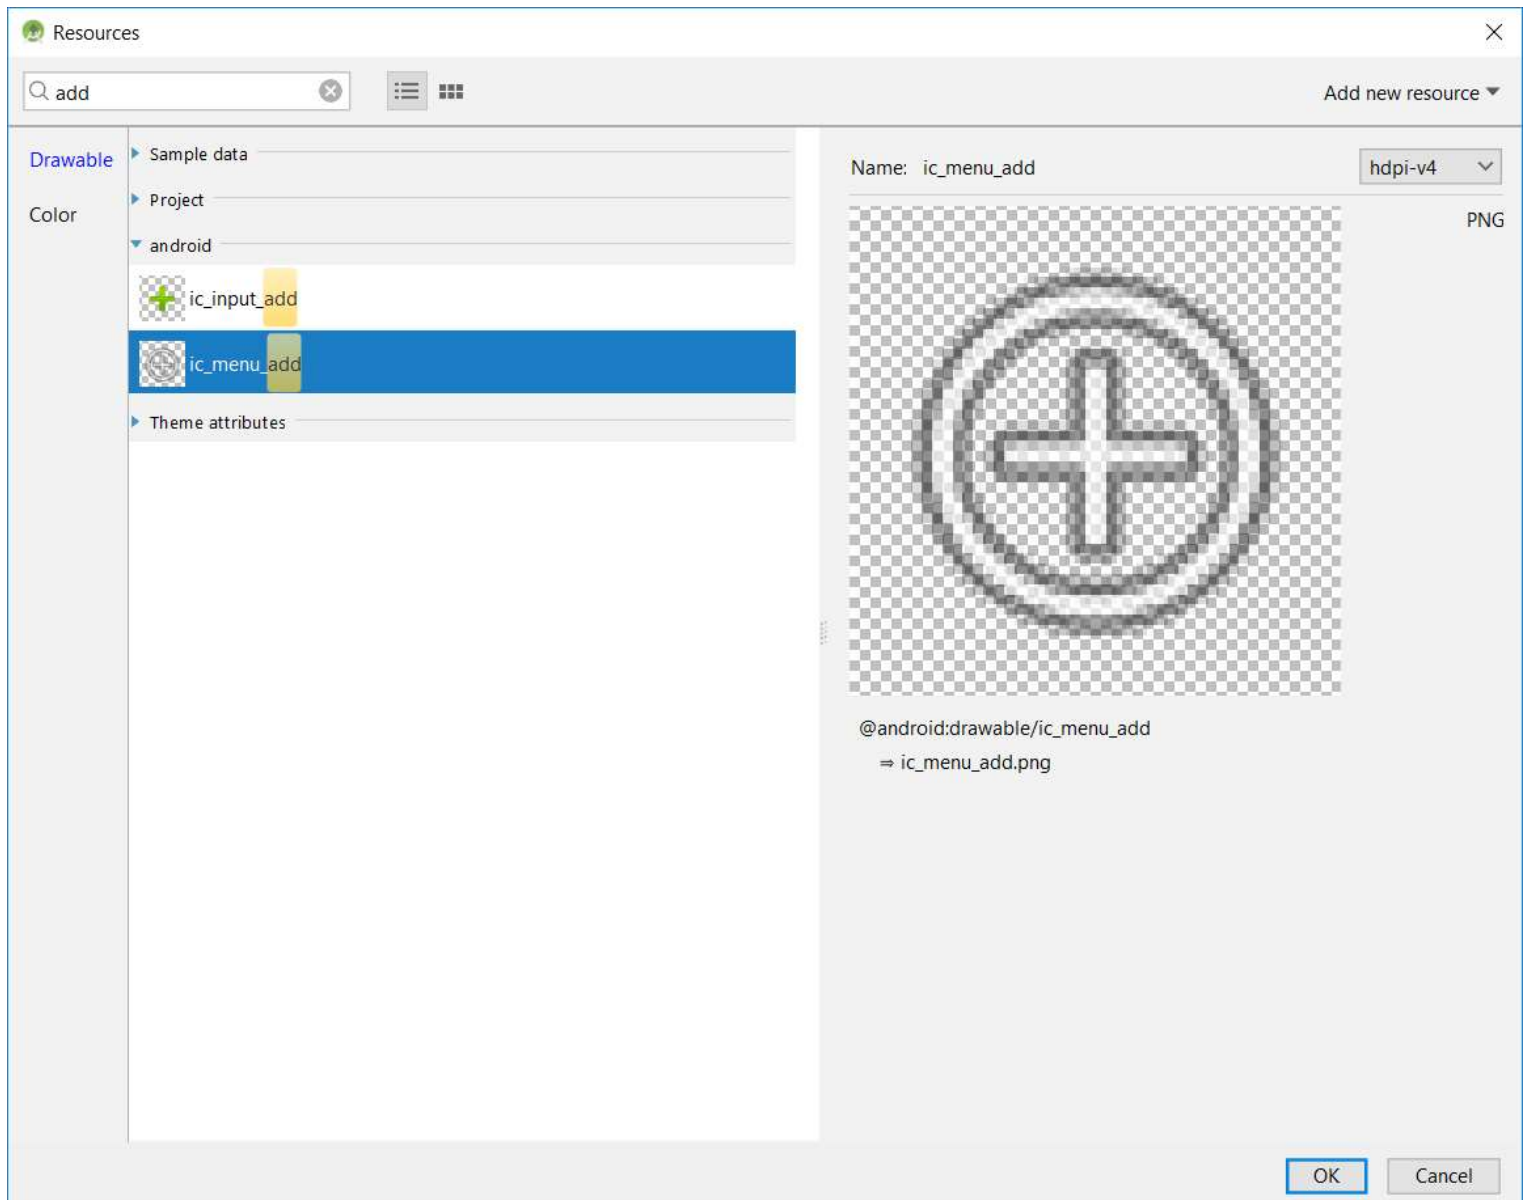 Resources
add
Add new resource
Drawable
Color
Sample data
Project
android
ic_input_add
ic_menu_add
Theme attributes
Name: ic_menu_add
hdpi-v4
PNG
@android:drawable/ic_menu_add
⇒ ic_menu_add.png
OK
Cancel